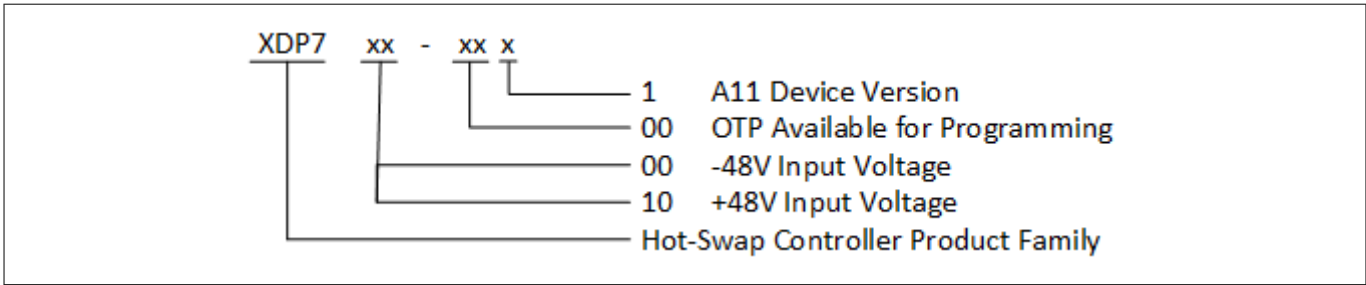 XDP7 xx - xx x
1 A11 Device Version
00 OTP Available for Programming
00 -48V Input Voltage
10 +48V Input Voltage
Hot-Swap Controller Product Family